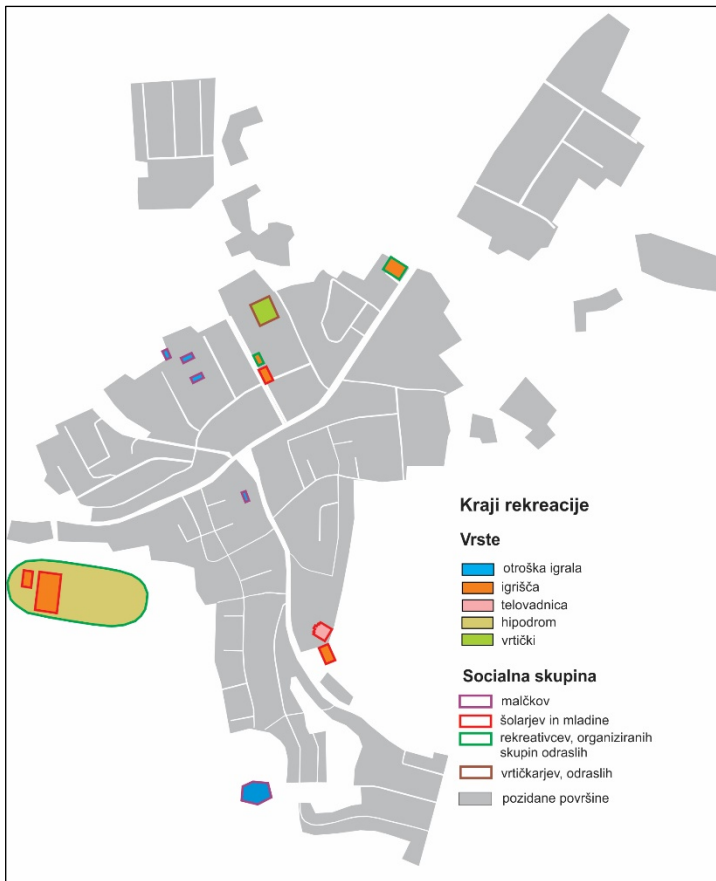 Kraji rekreacije
Vrste
otroška igrala
igrišča
telovadnica
hipodrom
vrtički
Socialna skupina
malčkov
šolarjev in mladine
rekreativcev, organiziranih
skupin odraslih
vrtičkarjev, odraslih
pozidane površine